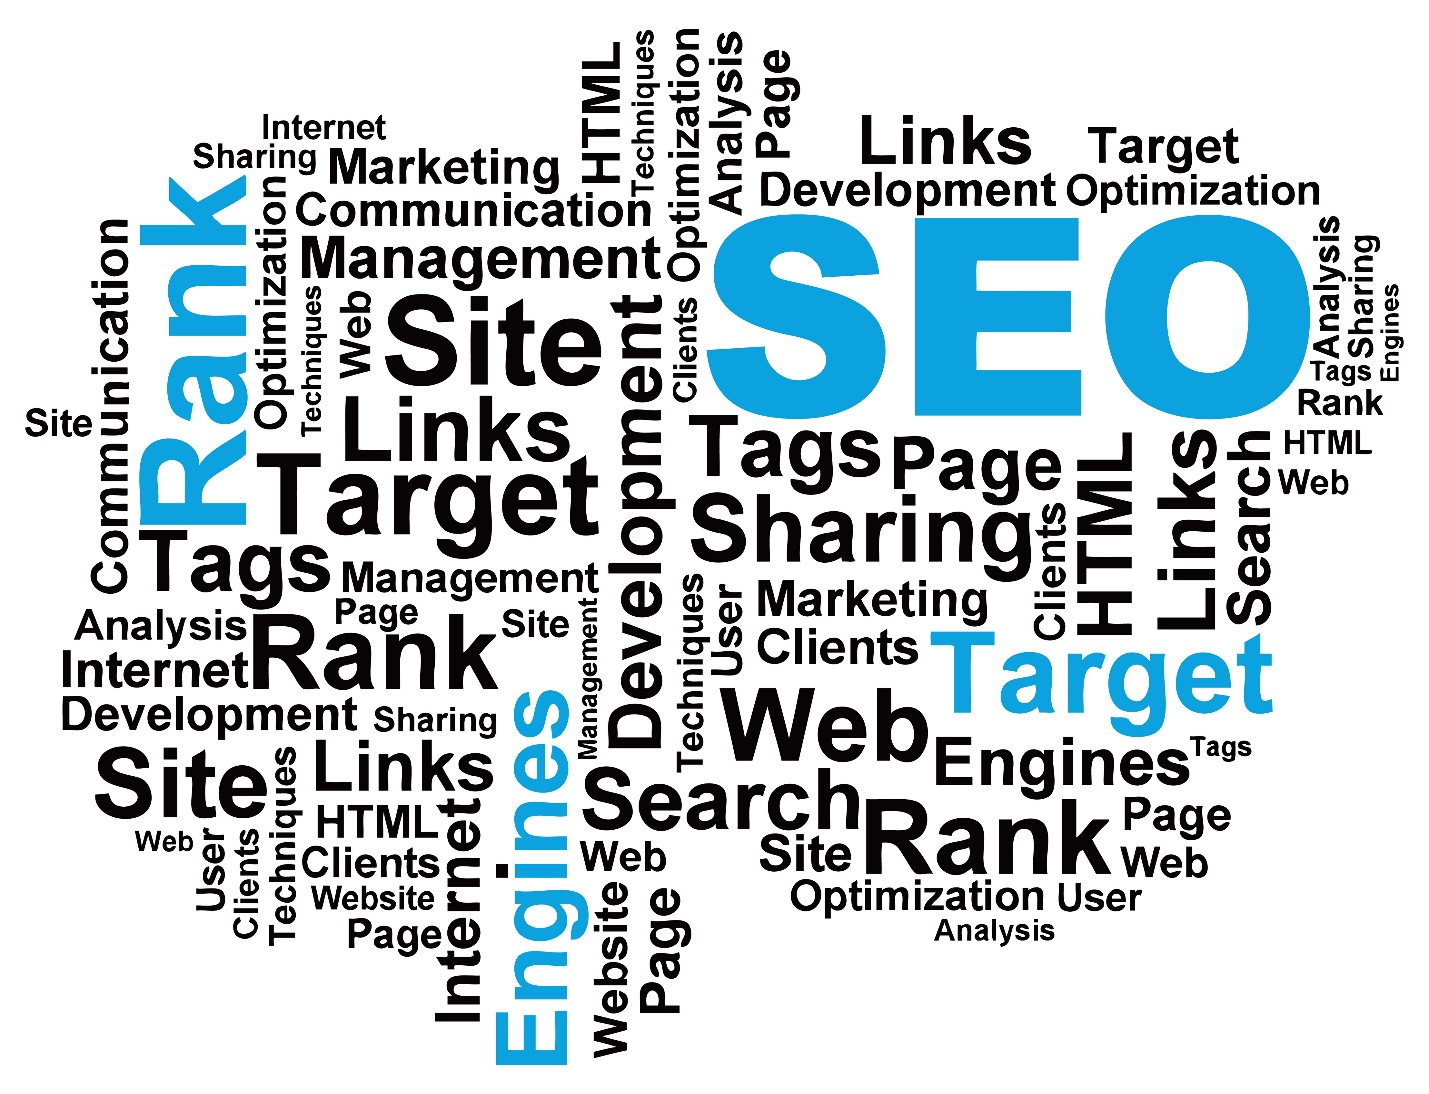 HTML
Techniques
Optimization
Analysis
Page
Links
Target
Internet
Sharing
Marketing
Development
Optimization
Communication
Rank
Optimization
Management
SEO
Communication
Analysis
Sharing
Engines
Techniques
Web
Site
Development
Clients
Tags
Rank
Site
Links
Tags
Page
HTML
Links
Search
HTML
Web
Target
Sharing
Clients
Tags
Management
Techniques
User
Marketing
Analysis
Page
Rank
Site
Management
Clients
Target
Internet
Development
Sharing
Engines
Web
Engines
Tags
Site
Techniques
Links
Search
Rank
Page
Web
User
Clients
HTML
Internet
Clients
Web
Site
Web
Website
Website
Page
Optimization
User
Page
Analysis